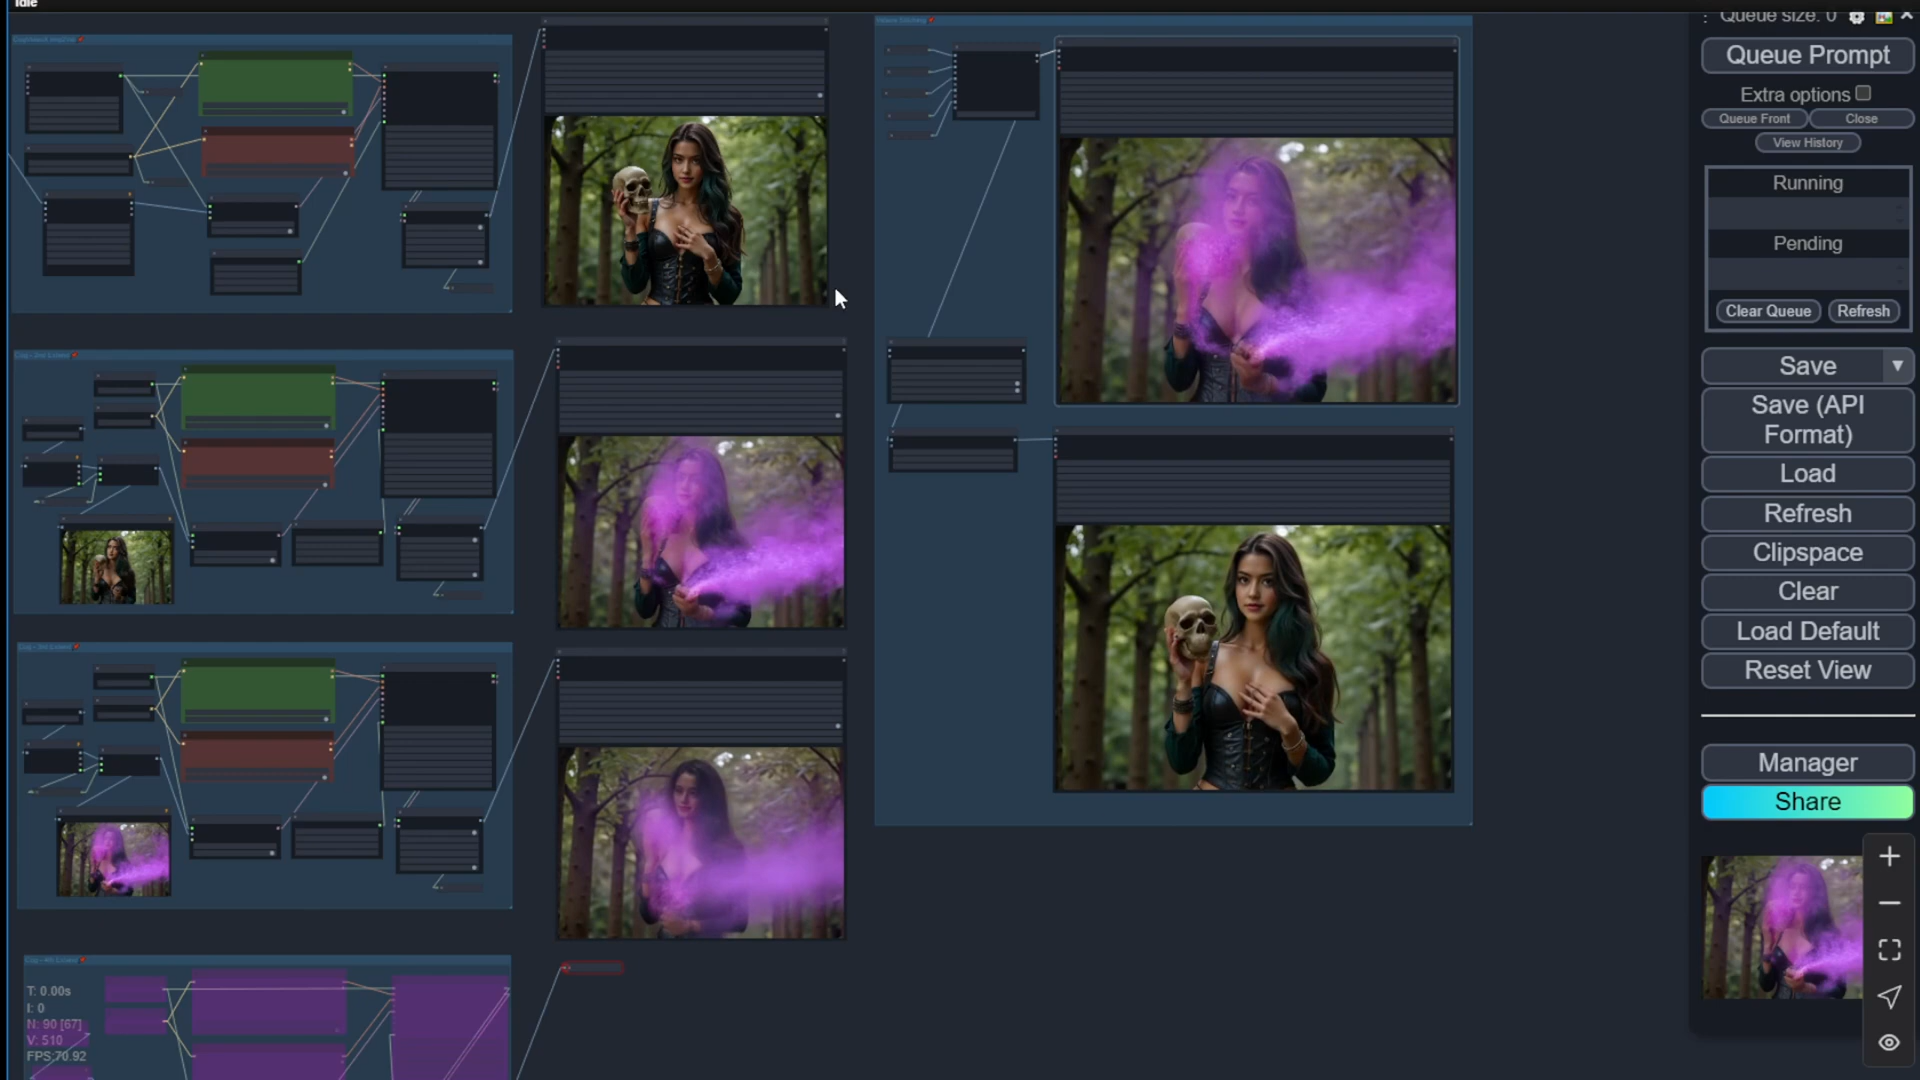 Idle
Queue size: 0
Queue Prompt
Extra options
Queue Front
Close
View History
Running
Pending
Clear Queue
Refresh
Save
▼
Save (API
Format)
Load
Refresh
Clipspace
Clear
Load Default
Reset View
Manager
Share
T: 0.00s
I: 0
N: 90 [67]
V: 510
FPS:70.92